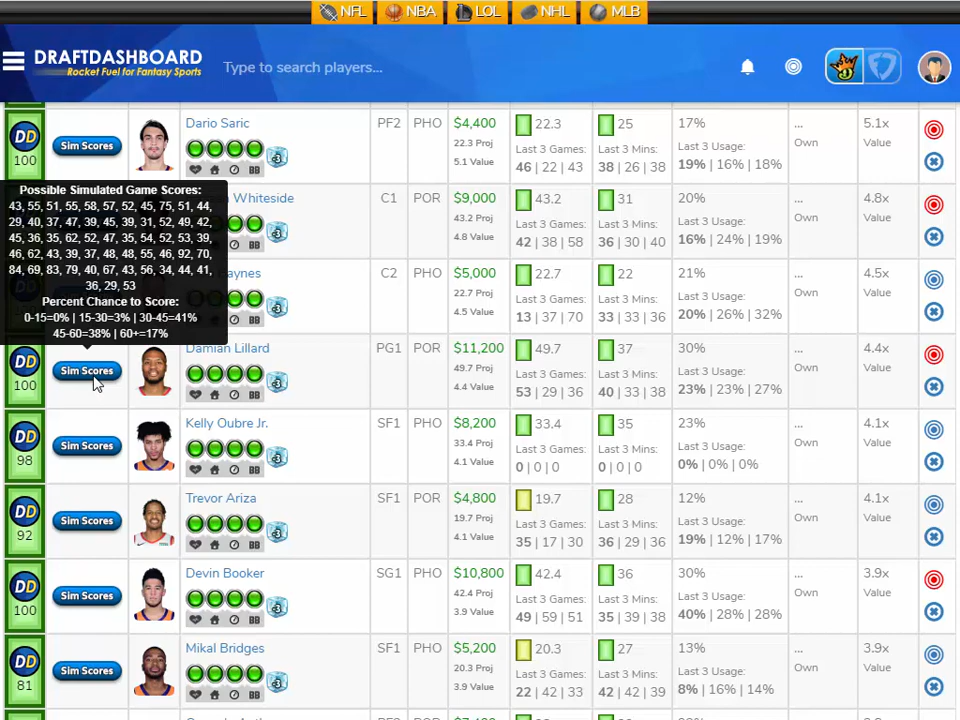 NFL NBA LOL NHL MLB
DRAFTDASHBOARD
Rocket Fuel for Fantasy Sports
Type to search players...
DD 100 Sim Scores Dario Saric PF2 PHO $4,400 22.3 25 17% ... 5.1x
22.3 Proj Last 3 Games: Last 3 Mins: Last 3 Usage: Own Value
5.1 Value 46 | 22 | 43 38 | 26 | 38 19% | 16% | 18%
BB
Possible Simulated Game Scores:
43, 55, 51, 55, 58, 57, 52, 45, 75, 51, 44,
29, 40, 37, 47, 39, 45, 39, 31, 52, 49, 42,
45, 36, 35, 62, 52, 47, 35, 54, 52, 53, 39,
46, 62, 43, 39, 37, 48, 48, 55, 46, 92, 70,
84, 69, 83, 79, 40, 67, 43, 56, 34, 44, 41,
36, 29, 53
Percent Chance to Score:
0-15=0% | 15-30=3% | 30-45=41%
45-60=38% | 60+=17%
Whiteside C1 POR $9,000 43.2 31 20% ... 4.8x
43.2 Proj Last 3 Games: Last 3 Mins: Last 3 Usage: Own Value
4.8 Value 42 | 38 | 58 36 | 30 | 40 16% | 24% | 19%
BB
aynes C2 PHO $5,000 22.7 22 21% ... 4.5x
22.7 Proj Last 3 Games: Last 3 Mins: Last 3 Usage: Own Value
4.5 Value 13 | 37 | 70 33 | 33 | 36 20% | 26% | 32%
BB
DD 100 Sim Scores Damian Lillard PG1 POR $11,200 49.7 37 30% ... 4.4x
49.7 Proj Last 3 Games: Last 3 Mins: Last 3 Usage: Own Value
4.4 Value 53 | 29 | 36 40 | 33 | 38 23% | 23% | 27%
BB
DD 98 Sim Scores Kelly Oubre Jr. SF1 PHO $8,200 33.4 35 23% ... 4.1x
33.4 Proj Last 3 Games: Last 3 Mins: Last 3 Usage: Own Value
4.1 Value 0 | 0 | 0 0 | 0 | 0 0% | 0% | 0%
BB
DD 92 Sim Scores Trevor Ariza SF1 POR $4,800 19.7 28 12% ... 4.1x
19.7 Proj Last 3 Games: Last 3 Mins: Last 3 Usage: Own Value
4.1 Value 35 | 17 | 30 36 | 29 | 36 19% | 12% | 17%
BB
DD 100 Sim Scores Devin Booker SG1 PHO $10,800 42.4 36 30% ... 3.9x
42.4 Proj Last 3 Games: Last 3 Mins: Last 3 Usage: Own Value
3.9 Value 49 | 59 | 51 35 | 39 | 38 40% | 28% | 28%
BB
DD 81 Sim Scores Mikal Bridges SF1 PHO $5,200 20.3 27 13% ... 3.9x
20.3 Proj Last 3 Games: Last 3 Mins: Last 3 Usage: Own Value
3.9 Value 22 | 42 | 33 42 | 42 | 39 8% | 16% | 14%
BB